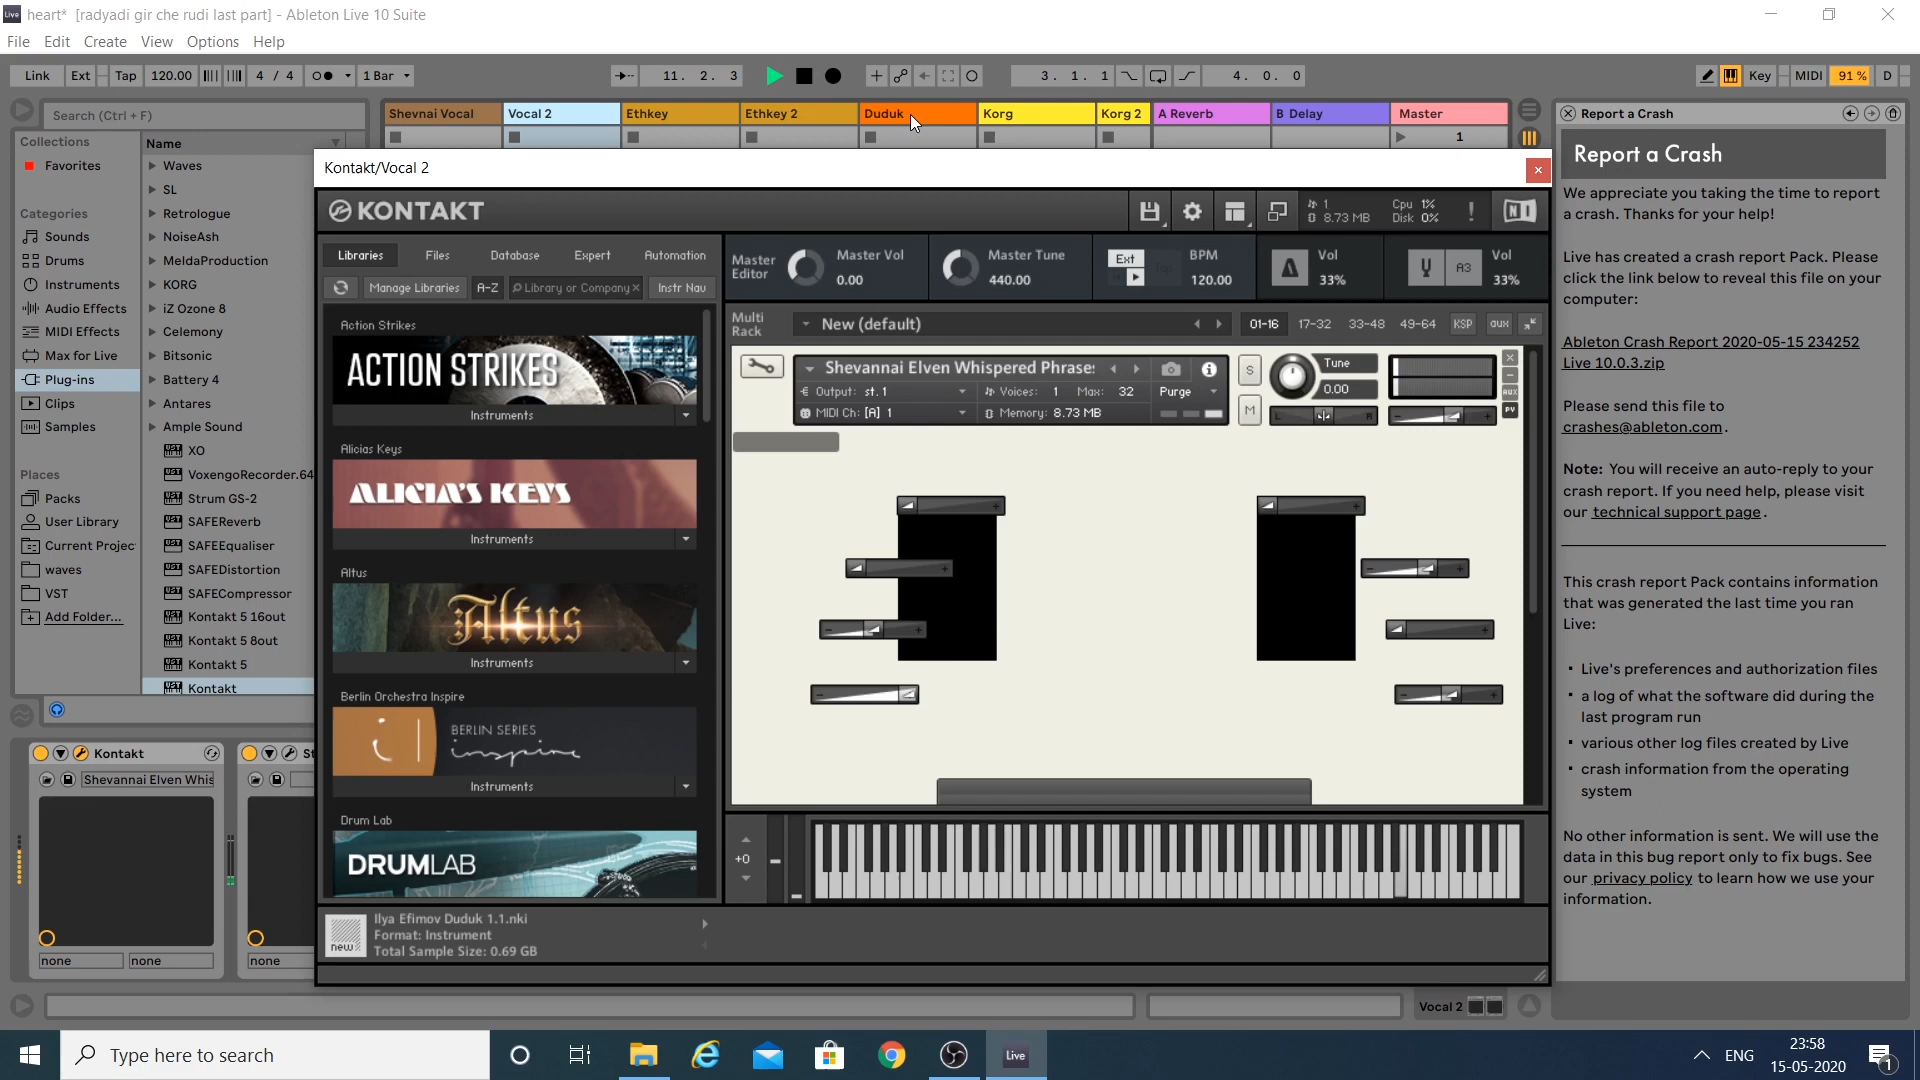 heart* [radyadi gir che rudi last part] - Ableton Live 10 Suite
File Edit Create View Options Help
Link Ext Tap 120.00 4 / 4 1 Bar 11. 2. 3 3. 1. 1 4. 0. 0 Key MIDI 91 % D
Search (Ctrl + F)
Shevnai Vocal Vocal 2 Ethkey Ethkey 2 Duduk Korg Korg 2 A Reverb B Delay Master
1
Collections
Favorites
Categories
Sounds
Drums
Instruments
Audio Effects
MIDI Effects
Max for Live
Plug-ins
Clips
Samples
Places
Packs
User Library
Current Projec
waves
VST
Add Folder...
Name
Waves
SL
Retrologue
NoiseAsh
MeldaProduction
KORG
iZ Ozone 8
Celemony
Bitsonic
Battery 4
Antares
Ample Sound
XO
VoxengoRecorder.64
Strum GS-2
SAFEReverb
SAFEEqualiser
SAFEDistortion
SAFECompressor
Kontakt 5 16out
Kontakt 5 8out
Kontakt 5
Kontakt
Kontakt/Vocal 2
KONTAKT
1
8.73 MB
Cpu 1%
Disk 0%
!
Libraries Files Database Expert Automation
Manage Libraries A-Z Library or Company Instr Nav
Action Strikes
ACTION STRIKES
Instruments
Alicias Keys
ALICIA'S KEYS
Instruments
Altus
Altus
Instruments
Berlin Orchestra Inspire
BERLIN SERIES
inspire
Instruments
Drum Lab
DRUMLAB
Master Editor
Master Vol
0.00
Master Tune
440.00
Ext
BPM
120.00
Vol
33%
A3
Vol
33%
Multi Rack
New (default)
01-16 17-32 33-48 49-64 KSP aux
Shevannai Elven Whispered Phrase:
Output: st. 1 Voices: 1 Max: 32 Purge
MIDI Ch: [A] 1 Memory: 8.73 MB
S
M
Tune
0.00
L R
AUX
PV
+0
new
Ilya Efimov Duduk 1.1.nki
Format: Instrument
Total Sample Size: 0.69 GB
Report a Crash
Report a Crash
We appreciate you taking the time to report
a crash. Thanks for your help!
Live has created a crash report Pack. Please
click the link below to reveal this file on your
computer:
Ableton Crash Report 2020-05-15 234252
Live 10.0.3.zip
Please send this file to
crashes@ableton.com.
Note: You will receive an auto-reply to your
crash report. If you need help, please visit
our technical support page.
This crash report Pack contains information
that was generated the last time you ran
Live:
• Live's preferences and authorization files
• a log of what the software did during the
last program run
• various other log files created by Live
• crash information from the operating
system
No other information is sent. We will use the
data in this bug report only to fix bugs. See
our privacy policy to learn how we use your
information.
Kontakt
Shevannai Elven Whis
none none
St
none
Vocal 2
Type here to search
Live
ENG
23:58
15-05-2020
1